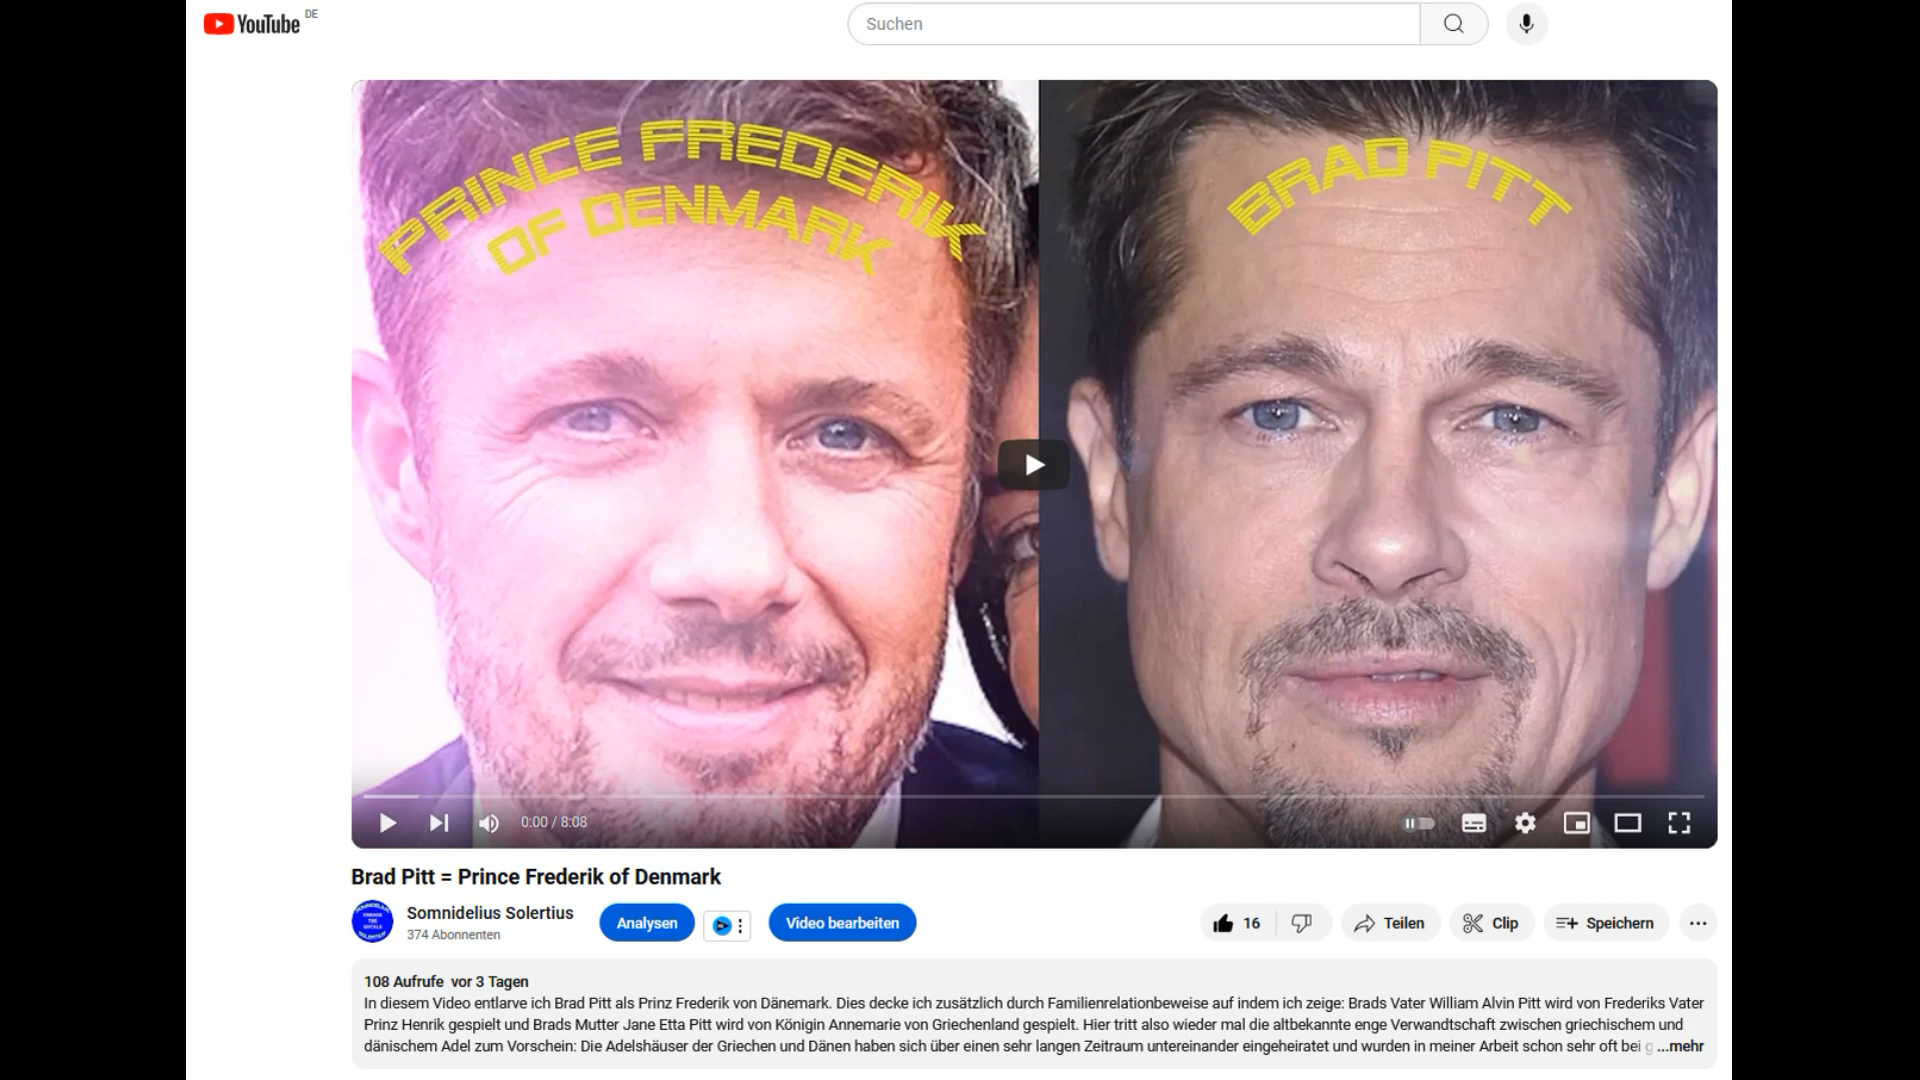 YouTube DE
Suchen
PRINCE FREDERIK
OF DENMARK
BRAD PITT
0:00 / 8:08
Brad Pitt = Prince Frederik of Denmark
Somnidelius Solertius
374 Abonnenten
Analysen
Video bearbeiten
16
Teilen
Clip
Speichern
108 Aufrufe vor 3 Tagen
In diesem Video entlarve ich Brad Pitt als Prinz Frederik von Dänemark. Dies decke ich zusätzlich durch Familienrelationbeweise auf indem ich zeige: Brads Vater William Alvin Pitt wird von Frederiks Vater
Prinz Henrik gespielt und Brads Mutter Jane Etta Pitt wird von Königin Annemarie von Griechenland gespielt. Hier tritt also wieder mal die altbekannte enge Verwandtschaft zwischen griechischem und
dänischem Adel zum Vorschein: Die Adelshäuser der Griechen und Dänen haben sich über einen sehr langen Zeitraum untereinander eingeheiratet und wurden in meiner Arbeit schon sehr oft bei g ...mehr